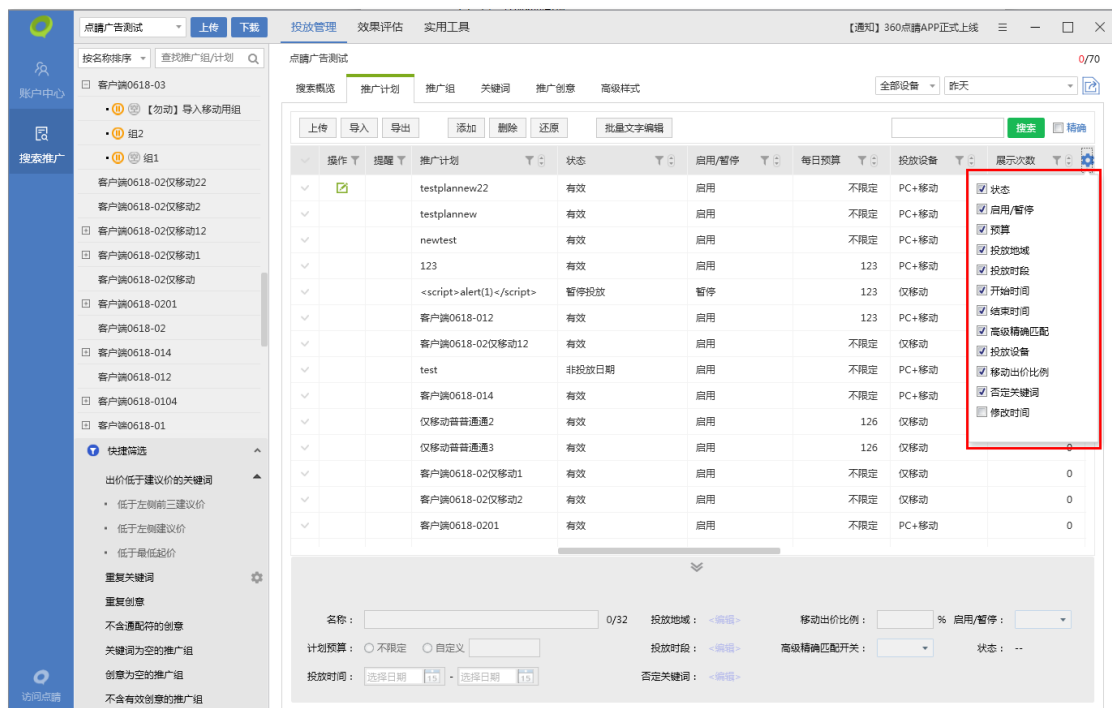 点睛广告测试 上传 下载 投放管理 效果评估 实用工具 【通知】360点睛APP正式上线
按名称排序 查找推广组/计划 点睛广告测试 0/70
账户中心
搜索推广
访问点睛
客户端0618-03
【勿动】导入移动用组
组2
组1
客户端0618-02仅移动22
客户端0618-02仅移动2
客户端0618-02仅移动12
客户端0618-02仅移动1
客户端0618-02仅移动
客户端0618-0201
客户端0618-02
客户端0618-014
客户端0618-012
客户端0618-0104
客户端0618-01
快捷筛选
出价低于建议价的关键词
• 低于左侧前三建议价
• 低于左侧建议价
• 低于最低起价
重复关键词
重复创意
不含通配符的创意
关键词为空的推广组
创意为空的推广组
不含有效创意的推广组
搜索概览 推广计划 推广组 关键词 推广创意 高级样式 全部设备 昨天
上传 导入 导出 添加 删除 还原 批量文字编辑 搜索 精确
操作 提醒 推广计划 状态 启用/暂停 每日预算 投放设备 展示次数
testplannew22 有效 启用 不限定 PC+移动
testplannew 有效 启用 不限定 PC+移动
newtest 有效 启用 不限定 PC+移动
123 有效 启用 123 PC+移动
<script>alert(1)</script> 暂停投放 暂停 123 仅移动
客户端0618-012 有效 启用 123 PC+移动
客户端0618-02仅移动12 有效 启用 不限定 仅移动
test 非投放日期 启用 不限定 PC+移动
客户端0618-014 有效 启用 不限定 PC+移动
仅移动普普通通2 有效 启用 126 仅移动
仅移动普普通通3 有效 启用 126 仅移动 0
客户端0618-02仅移动1 有效 启用 不限定 仅移动 0
客户端0618-02仅移动2 有效 启用 不限定 仅移动 0
客户端0618-0201 有效 启用 不限定 PC+移动 0
状态
启用/暂停
预算
投放地域
投放时段
开始时间
结束时间
高级精确匹配
投放设备
移动出价比例
否定关键词
修改时间
名称： 0/32 投放地域： <编辑> 移动出价比例： % 启用/暂停：
计划预算： 不限定 自定义 投放时段： <编辑> 高级精确匹配开关： 状态： --
投放时间： 选择日期 15 - 选择日期 15 否定关键词： <编辑>